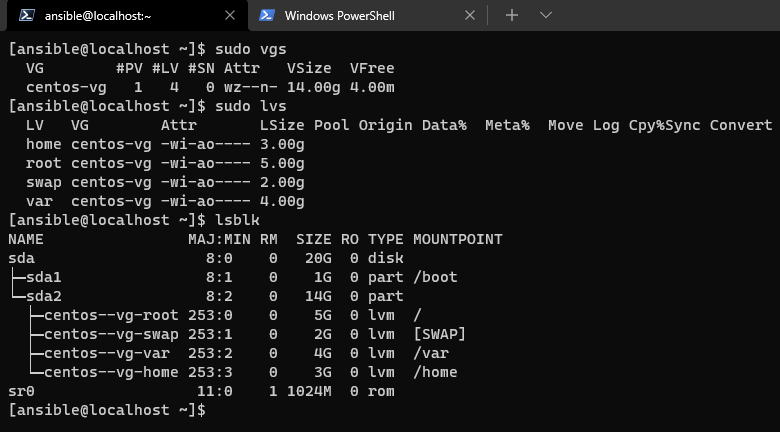 ansible@localhost:~ Windows PowerShell
[ansible@localhost ~]$ sudo vgs
  VG        #PV #LV #SN Attr   VSize  VFree
  centos-vg   1   4   0 wz--n- 14.00g 4.00m
[ansible@localhost ~]$ sudo lvs
  LV   VG        Attr       LSize Pool Origin Data%  Meta%  Move Log Cpy%Sync Convert
  home centos-vg -wi-ao---- 3.00g
  root centos-vg -wi-ao---- 5.00g
  swap centos-vg -wi-ao---- 2.00g
  var  centos-vg -wi-ao---- 4.00g
[ansible@localhost ~]$ lsblk
NAME                MAJ:MIN RM  SIZE RO TYPE MOUNTPOINT
sda                   8:0    0   20G  0 disk
├─sda1                8:1    0    1G  0 part /boot
└─sda2                8:2    0   14G  0 part
  ├─centos--vg-root 253:0    0    5G  0 lvm  /
  ├─centos--vg-swap 253:1    0    2G  0 lvm  [SWAP]
  ├─centos--vg-var  253:2    0    4G  0 lvm  /var
  └─centos--vg-home 253:3    0    3G  0 lvm  /home
sr0                  11:0    1 1024M  0 rom
[ansible@localhost ~]$